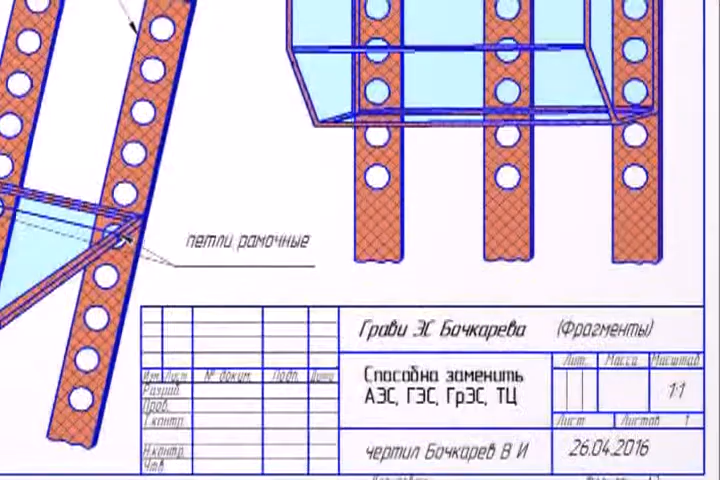 петли рамочные
Грави ЭС Бочкарева (Фрагменты)
Лит. Масса Масштаб
Способна заменить
АЭС, ГЭС, ГрЭС, ТЦ
1:1
Изм. Лист № докум. Подп. Дата
Разраб.
Пров.
Т.контр.
Лист Листов 1
чертил Бочкарев В И 26.04.2016
Н.контр.
Утв.